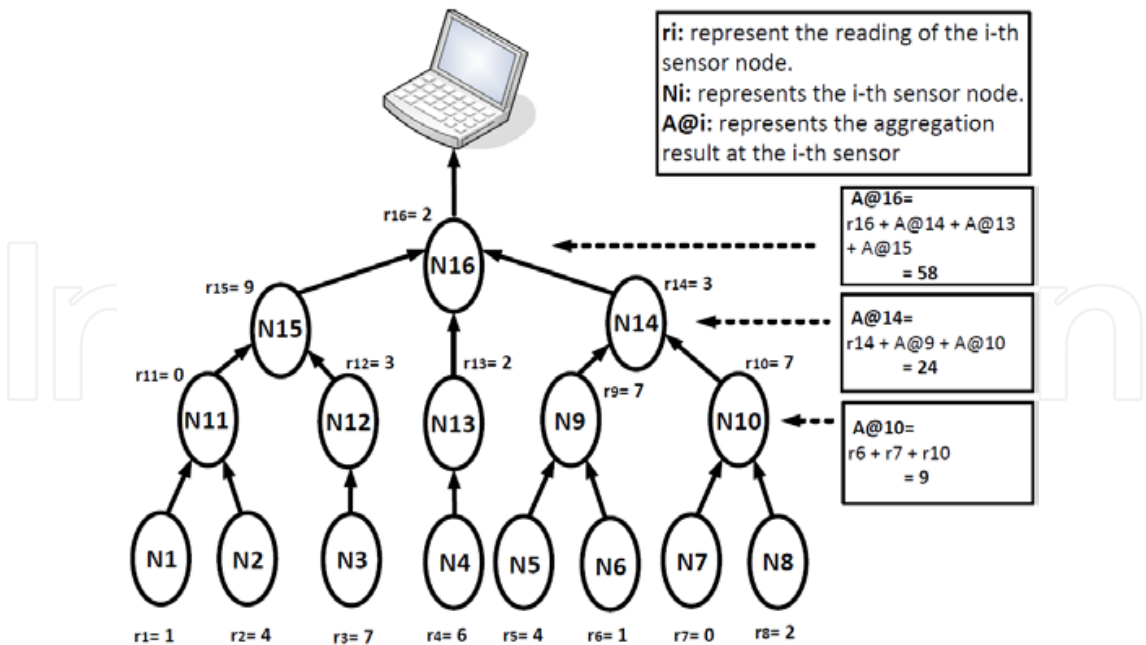 ri: represent the reading of the i-th
sensor node.
Ni: represents the i-th sensor node.
A@i: represents the aggregation
result at the i-th sensor
A@16=
r16 + A@14 + A@13
+ A@15
= 58
r16= 2
N16
r15= 9
r14= 3
N15
N14
A@14=
r14 + A@9 + A@10
= 24
r11= 0
r12= 3
r13= 2
r9= 7
r10= 7
N11
N12
N13
N9
N10
A@10=
r6 + r7 + r10
= 9
N1
N2
N3
N4
N5
N6
N7
N8
r1= 1
r2= 4
r3= 7
r4= 6
r5= 4
r6= 1
r7= 0
r8= 2